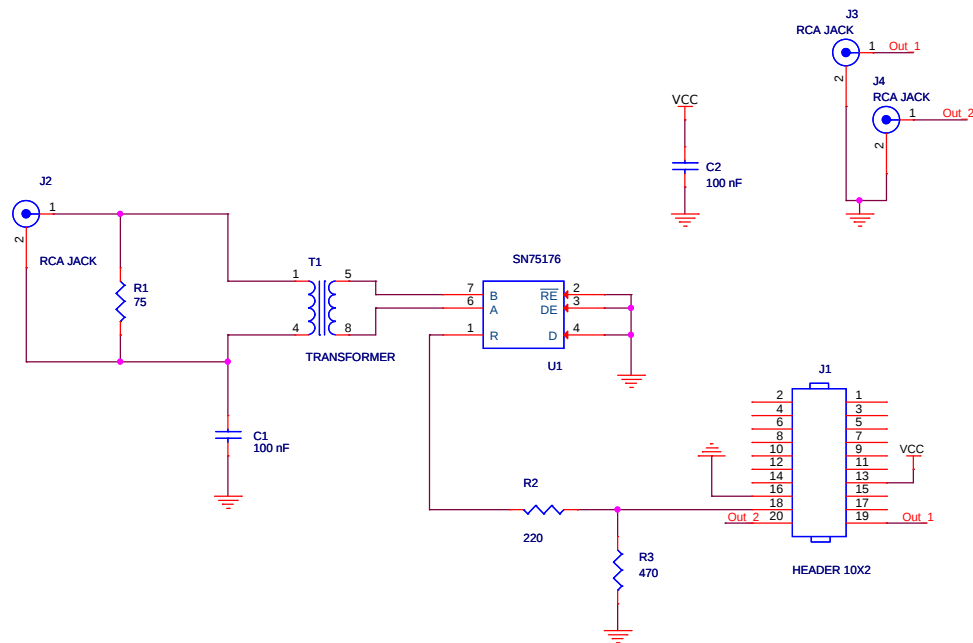 J3
RCA JACK
1 Out_1
2
J4
RCA JACK
1 Out_2
2
VCC
C2
100 nF
J2
1
2
RCA JACK
R1
75
T1
1 5
4 8
TRANSFORMER
SN75176
7 B RE 2
6 A DE 3
1 R D 4
U1
C1
100 nF
J1
2 1
4 3
6 5
8 7
10 9 VCC
12 11
14 13
16 15
18 17
Out_2 20 19 Out_1
HEADER 10X2
R2
220
R3
470